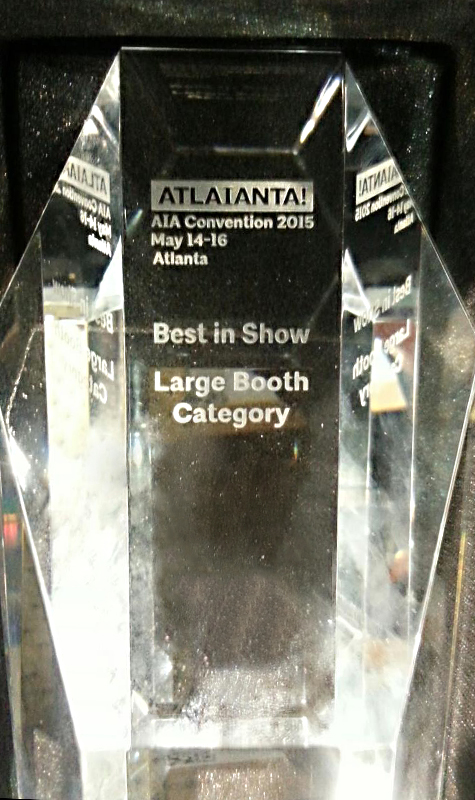 ATLAIANTA!
AIA Convention 2015
May 14-16
Atlanta
Best in Show
Large Booth
Category